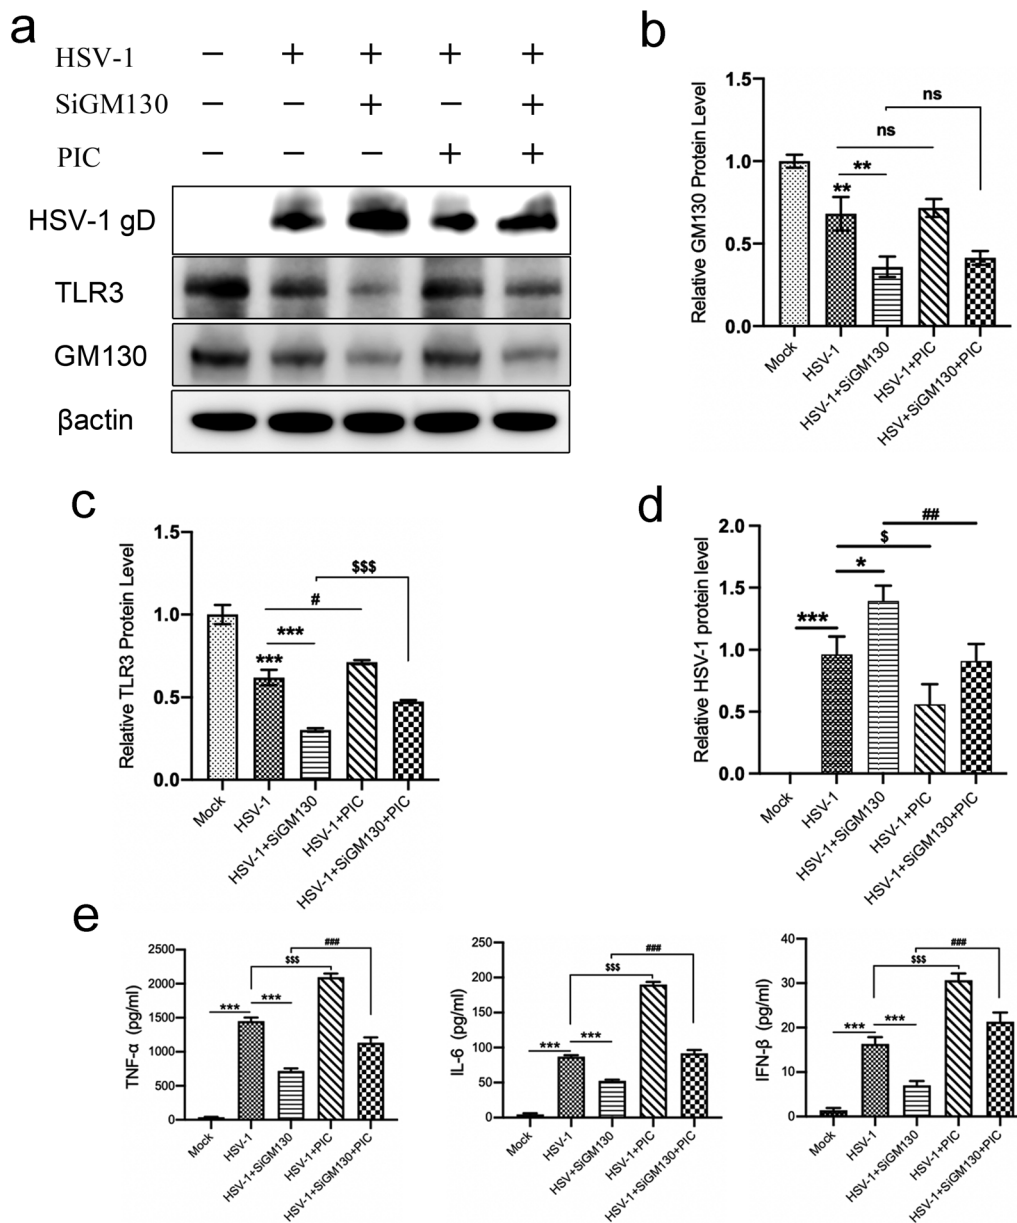 a
HSV-1 − + + + +
SiGM130 − − + − +
PIC − − − + +
HSV-1 gD
TLR3
GM130
βactin
b
Relative GM130 Protein Level
1.5
1.0
0.5
0.0
ns
ns
**
**
Mock
HSV-1
HSV-1+SiGM130
HSV-1+PIC
HSV+SiGM130+PIC
c
Relative TLR3 Protein Level
1.5
1.0
0.5
0.0
$$$
#
***
***
Mock
HSV-1
HSV-1+SiGM130
HSV-1+PIC
HSV-1+SiGM130+PIC
d
Relative HSV-1 protein level
2.0
1.5
1.0
0.5
0.0
##
$
*
***
Mock
HSV-1
HSV-1+SiGM130
HSV-1+PIC
HSV-1+SiGM130+PIC
e
TNF-α (pg/ml)
2500
2000
1500
1000
500
0
###
$$$
***
***
Mock
HSV-1
HSV-1+SiGM130
HSV-1+PIC
HSV-1+SiGM130+PIC
IL-6 (pg/ml)
250
200
150
100
50
0
###
$$$
***
***
Mock
HSV-1
HSV+SiGM130
HSV-1+PIC
HSV-1+SiGM130+PIC
IFN-β (pg/ml)
40
30
20
10
0
###
$$$
***
***
Mock
HSV-1
HSV-1+SiGM130
HSV-1+PIC
HSV-1+SiGM130+PIC